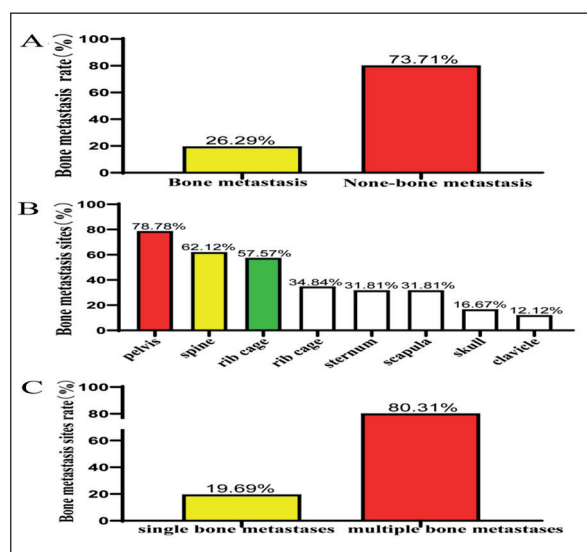 A
Bone metastasis rate(%)
100
80
60
40
20
0
26.29%
73.71%
Bone metastasis
None-bone metastasis
B
Bone metastasis sites(%)
100
80
60
40
20
0
78.78%
62.12%
57.57%
34.84%
31.81%
31.81%
16.67%
12.12%
pelvis
spine
rib cage
rib cage
sternum
scapula
skull
clavicle
C
Bone metastasis sites rate(%)
100
80
60
40
20
0
19.69%
80.31%
single bone metastases
multiple bone metastases